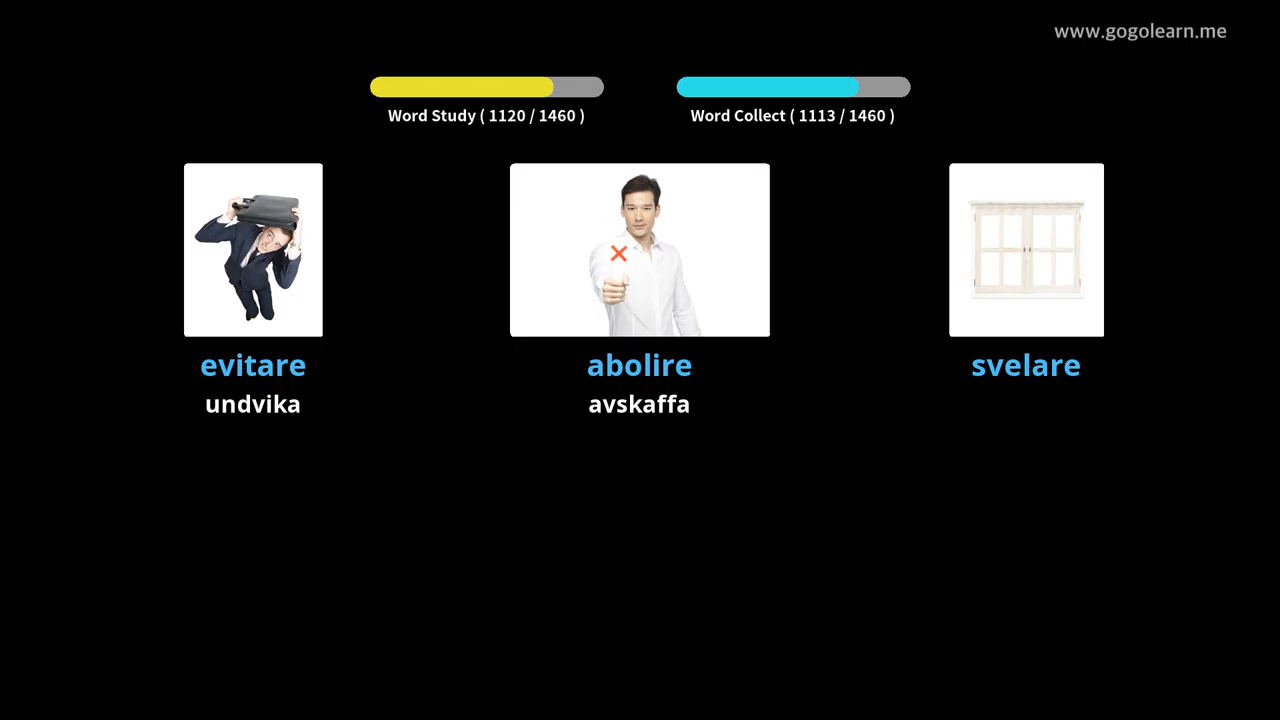 www.gogolearn.me
Word Study ( 1120 / 1460 )
Word Collect ( 1113 / 1460 )
evitare
abolire
svelare
undvika
avskaffa